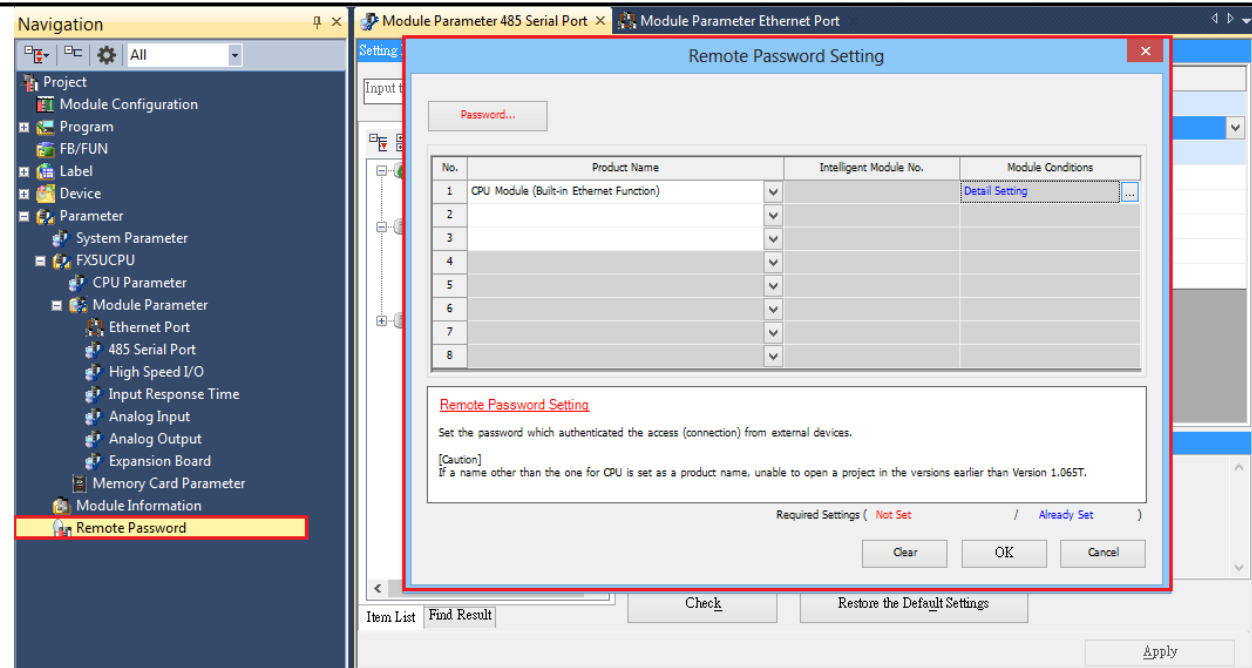 Navigation
All
Project
Module Configuration
Program
FB/FUN
Label
Device
Parameter
System Parameter
FX5UCPU
CPU Parameter
Module Parameter
Ethernet Port
485 Serial Port
High Speed I/O
Input Response Time
Analog Input
Analog Output
Expansion Board
Memory Card Parameter
Module Information
Remote Password
Module Parameter 485 Serial Port
Module Parameter Ethernet Port
Setting
Input t
Remote Password Setting
Password...
No. Product Name Intelligent Module No. Module Conditions
1 CPU Module (Built-in Ethernet Function) Detail Setting ...
2
3
4
5
6
7
8
Remote Password Setting
Set the password which authenticated the access (connection) from external devices.
[Caution]
If a name other than the one for CPU is set as a product name, unable to open a project in the versions earlier than Version 1.065T.
Required Settings ( Not Set / Already Set )
Clear OK Cancel
Item List Find Result
Check Restore the Default Settings
Apply